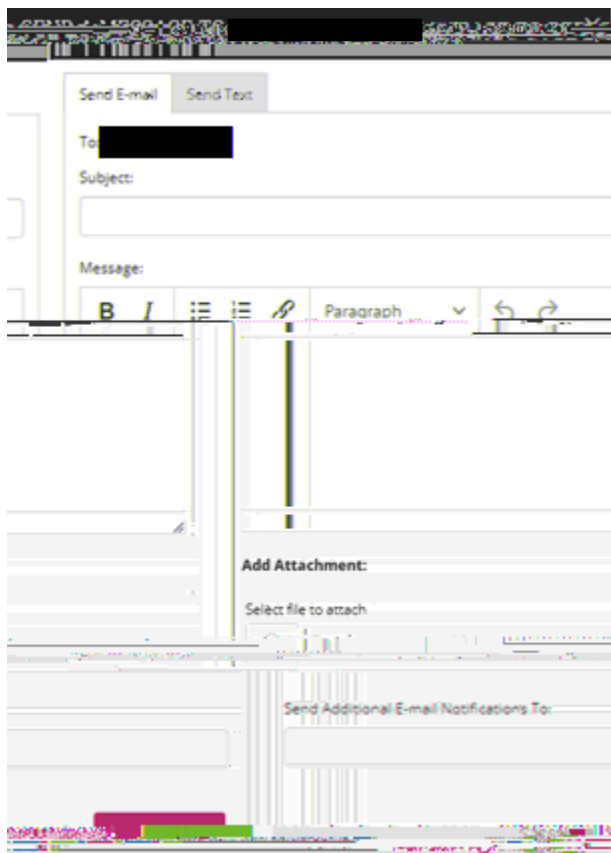 Send E-mail Send Text
To:
Subject:
Message:
B I Paragraph
Add Attachment:
Select file to attach
Send Additional E-mail Notifications To: